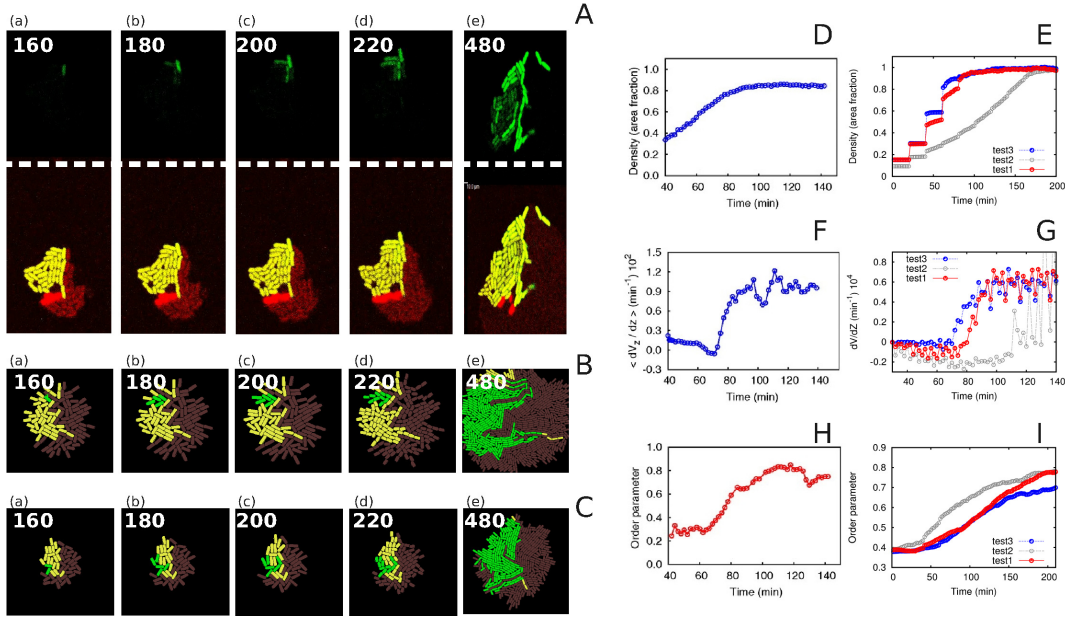 (a) (b) (c) (d) (e) A
160 180 200 220 480
(a) (b) (c) (d) (e) B
160 180 200 220 480
(a) (b) (c) (d) (e) C
160 180 200 220 480
D
Density (area fraction)
1.0
0.8
0.6
0.4
0.2
0.0
40 60 80 100 120 140
Time (min)
E
Density (area fraction)
1
0.8
0.6
0.4
0.2
0
test3
test2
test1
0 50 100 150 200
Time (min)
F
< dVz / dz > (min⁻¹) 10²
1.5
1.2
0.9
0.6
0.3
0.0
-0.3
40 60 80 100 120 140
Time (min)
G
dV/dZ (min⁻¹) 10⁴
test3
test2
test1
0.8
0.6
0.4
0.2
0
-0.2
40 60 80 100 120 140
Time (min)
H
Order parameter
1.0
0.8
0.6
0.4
0.2
0.0
40 60 80 100 120 140
Time (min)
I
Order parameter
0.8
0.7
0.6
0.5
0.4
0.3
test3
test2
test1
0 50 100 150 200
Time (min)